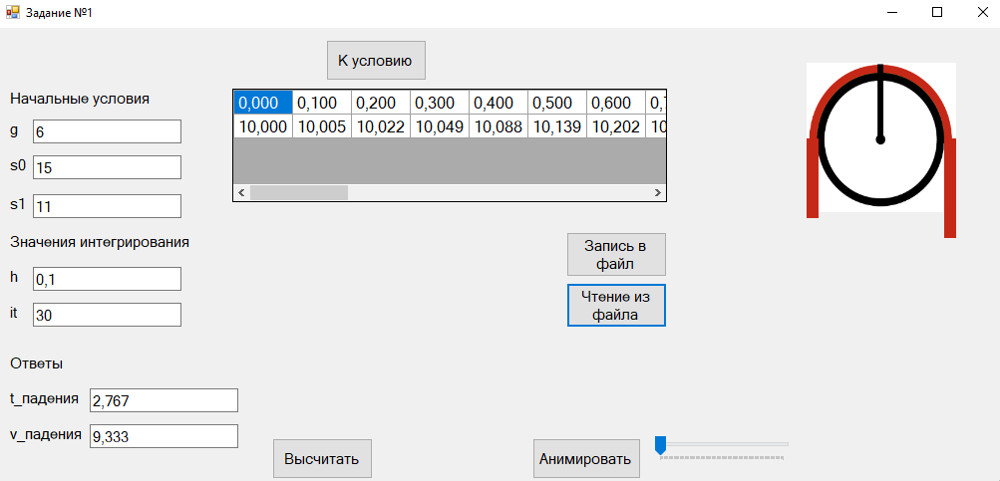 Задание №1
К условию
Начальные условия
g 6
s0 15
s1 11
0,000 0,100 0,200 0,300 0,400 0,500 0,600 0,
10,000 10,005 10,022 10,049 10,088 10,139 10,202 10
Значения интегрирования
h 0,1
it 30
Запись в
файл
Чтение из
файла
Ответы
t_падения 2,767
v_падения 9,333
Высчитать
Анимировать